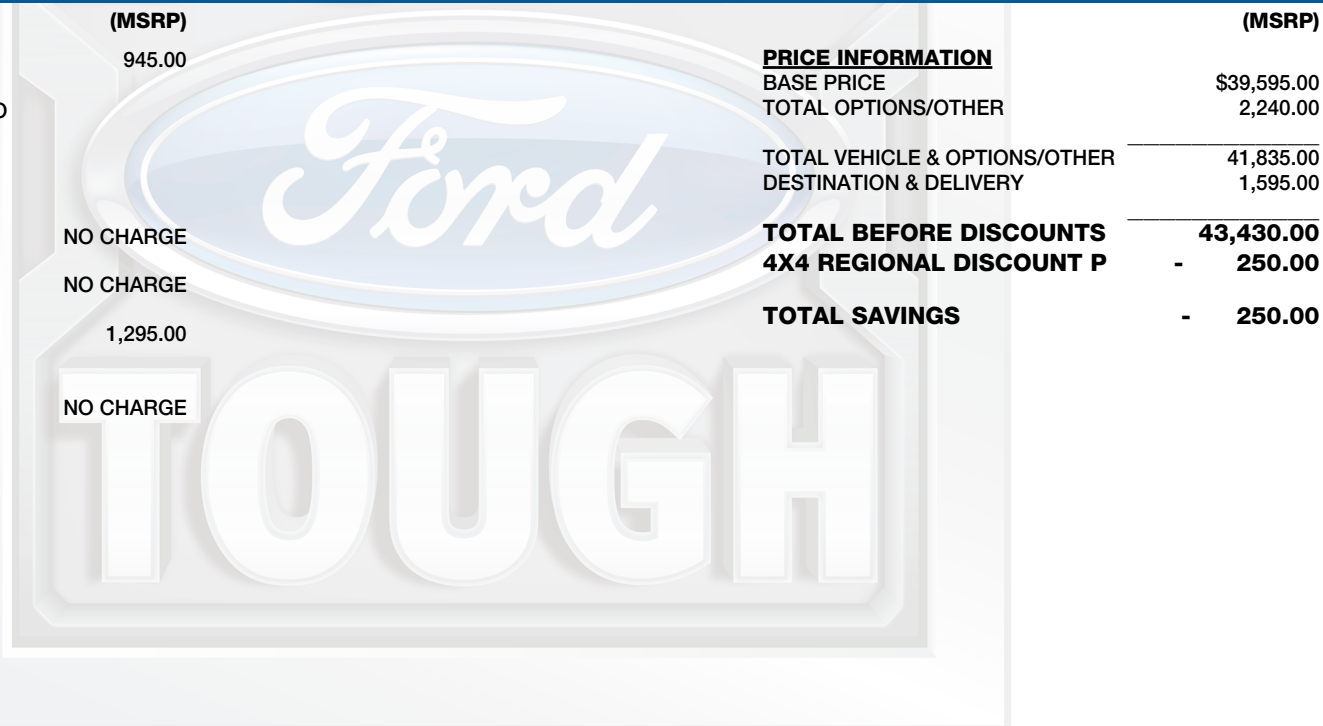 (MSRP)
945.00
NO CHARGE
NO CHARGE
1,295.00
NO CHARGE
(MSRP)
PRICE INFORMATION
BASE PRICE $39,595.00
TOTAL OPTIONS/OTHER 2,240.00
TOTAL VEHICLE & OPTIONS/OTHER 41,835.00
DESTINATION & DELIVERY 1,595.00
TOTAL BEFORE DISCOUNTS 43,430.00
4X4 REGIONAL DISCOUNT P - 250.00
TOTAL SAVINGS - 250.00
Ford
TOUGH